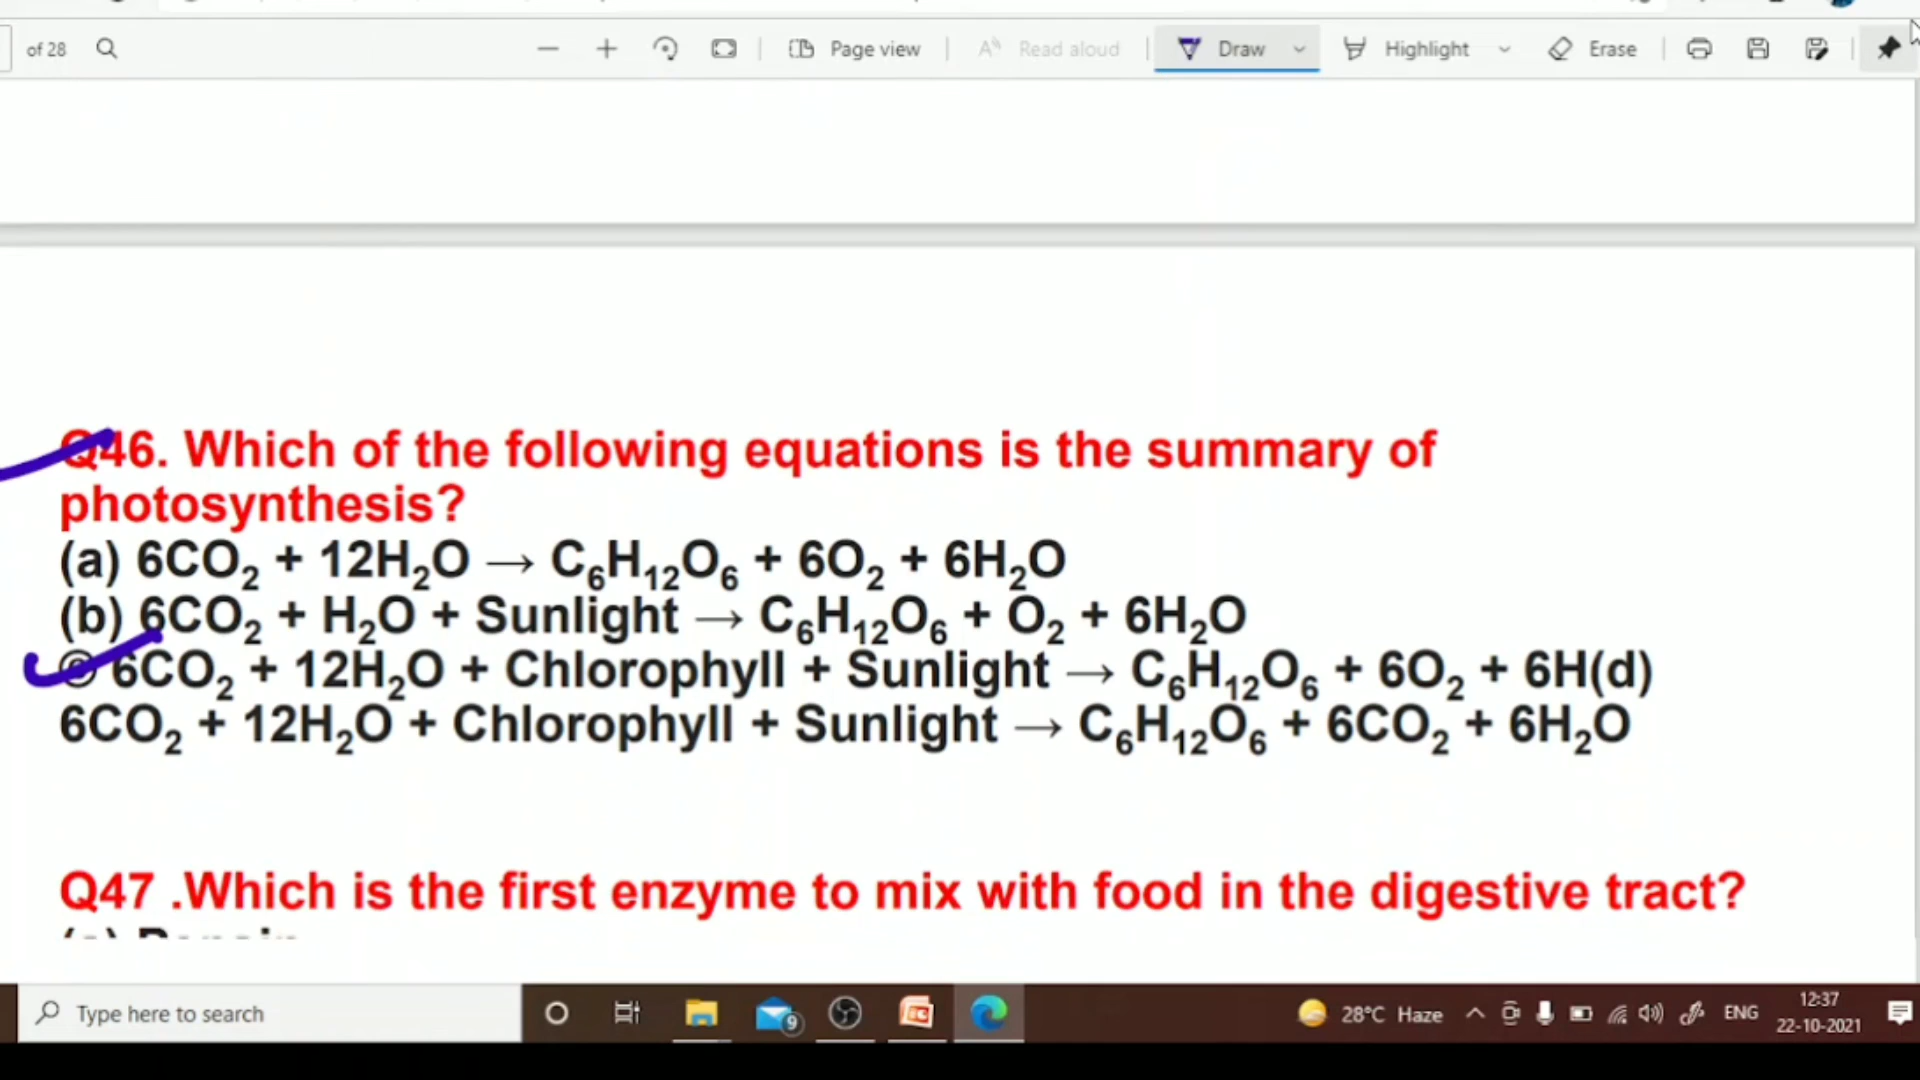 of 28
Page view
Read aloud
Draw
Highlight
Erase
Q46. Which of the following equations is the summary of
photosynthesis?
(a) 6CO₂ + 12H₂O → C₆H₁₂O₆ + 6O₂ + 6H₂O
(b) 6CO₂ + H₂O + Sunlight → C₆H₁₂O₆ + O₂ + 6H₂O
© 6CO₂ + 12H₂O + Chlorophyll + Sunlight → C₆H₁₂O₆ + 6O₂ + 6H(d)
6CO₂ + 12H₂O + Chlorophyll + Sunlight → C₆H₁₂O₆ + 6CO₂ + 6H₂O
Q47 .Which is the first enzyme to mix with food in the digestive tract?
Type here to search
9
28°C Haze
ENG
12:37
22-10-2021